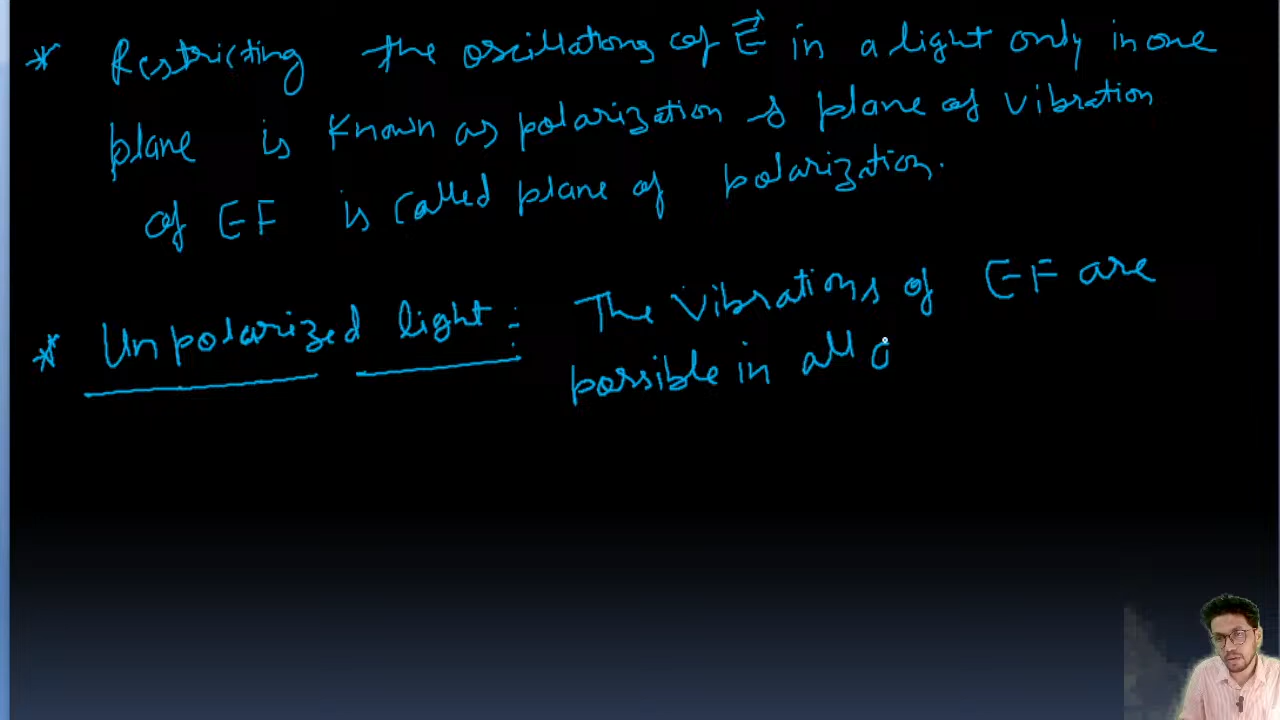 * Restricting the oscillations of E⃗ in a light only in one
plane is known as polarization & plane of vibration
of EF is called plane of polarization.
* Unpolarized light :- The vibrations of EF are
possible in all